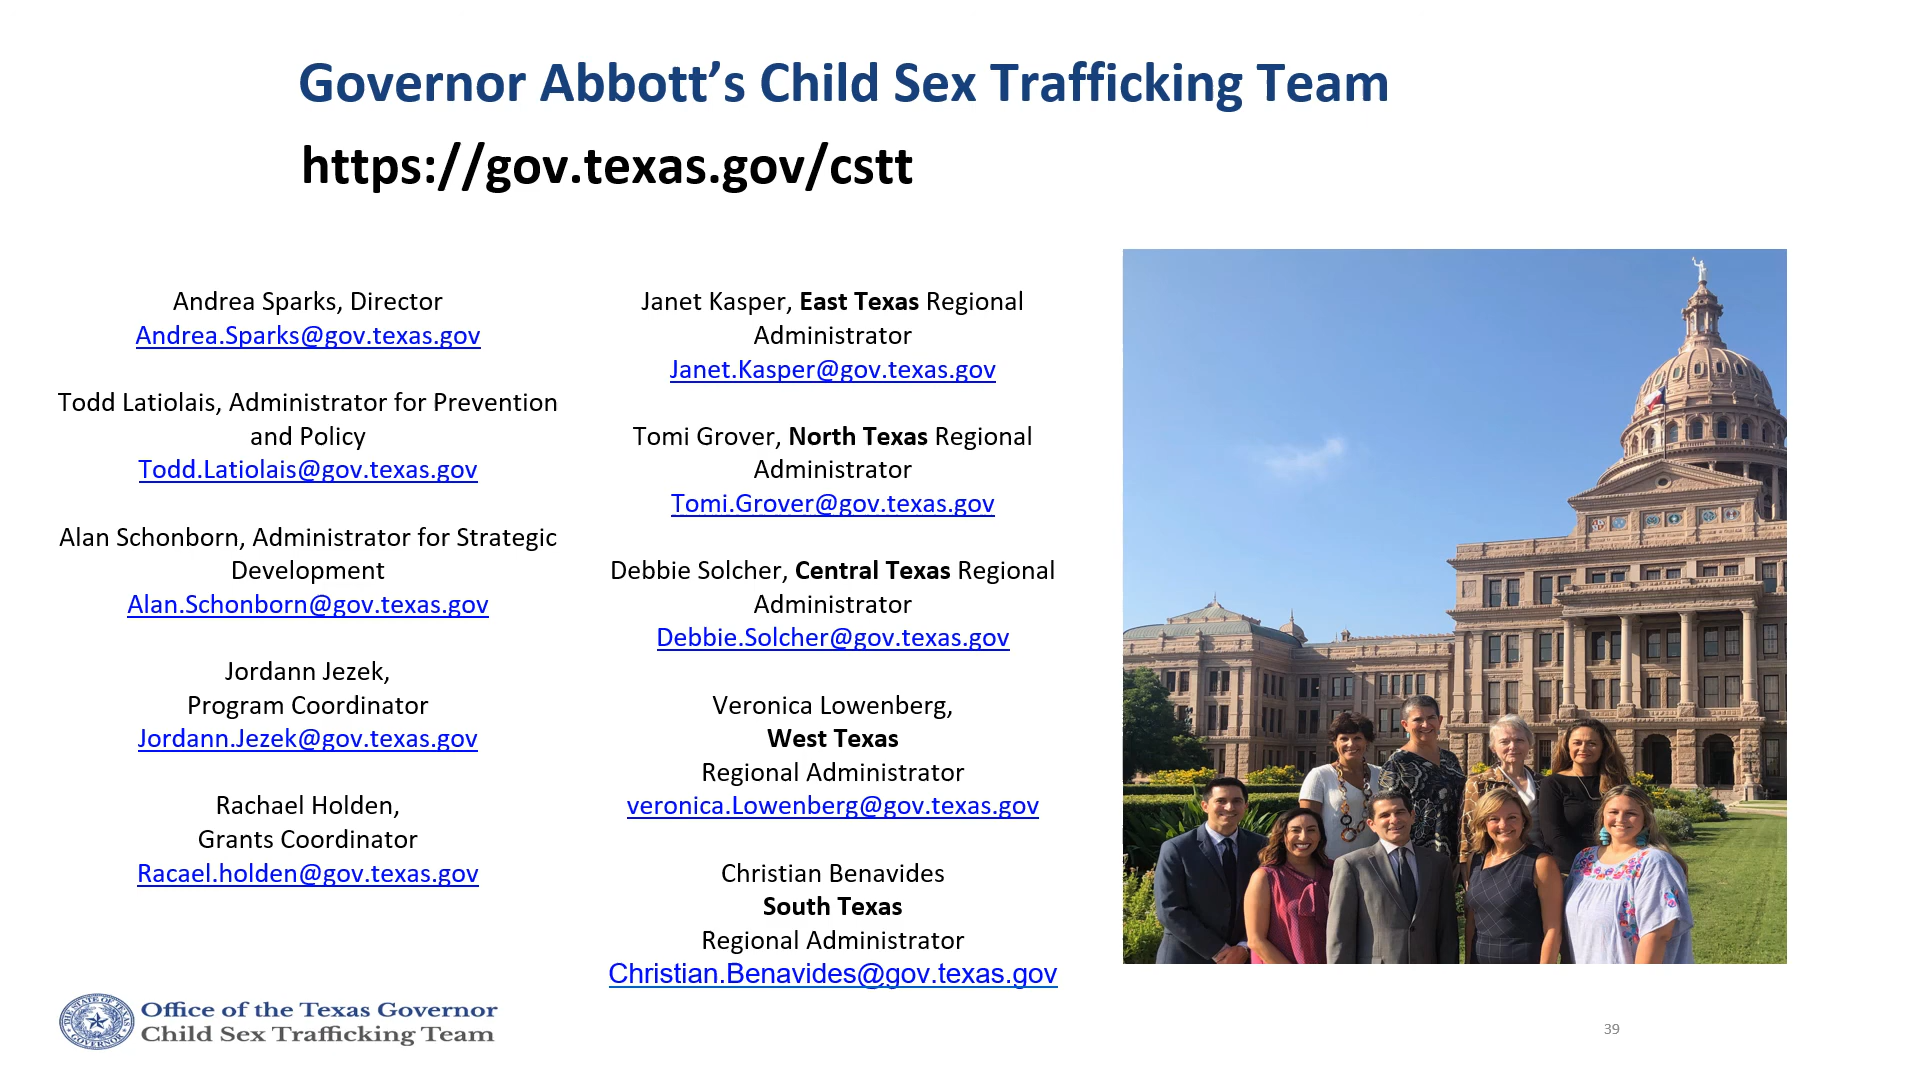 Governor Abbott’s Child Sex Trafficking Team
https://gov.texas.gov/cstt
Andrea Sparks, Director
Andrea.Sparks@gov.texas.gov
Todd Latiolais, Administrator for Prevention
and Policy
Todd.Latiolais@gov.texas.gov
Alan Schonborn, Administrator for Strategic
Development
Alan.Schonborn@gov.texas.gov
Jordann Jezek,
Program Coordinator
Jordann.Jezek@gov.texas.gov
Rachael Holden,
Grants Coordinator
Racael.holden@gov.texas.gov
Janet Kasper, East Texas Regional
Administrator
Janet.Kasper@gov.texas.gov
Tomi Grover, North Texas Regional
Administrator
Tomi.Grover@gov.texas.gov
Debbie Solcher, Central Texas Regional
Administrator
Debbie.Solcher@gov.texas.gov
Veronica Lowenberg,
West Texas
Regional Administrator
veronica.Lowenberg@gov.texas.gov
Christian Benavides
South Texas
Regional Administrator
Christian.Benavides@gov.texas.gov
THE STATE OF TEXAS
GOVERNOR
Office of the Texas Governor
Child Sex Trafficking Team
39